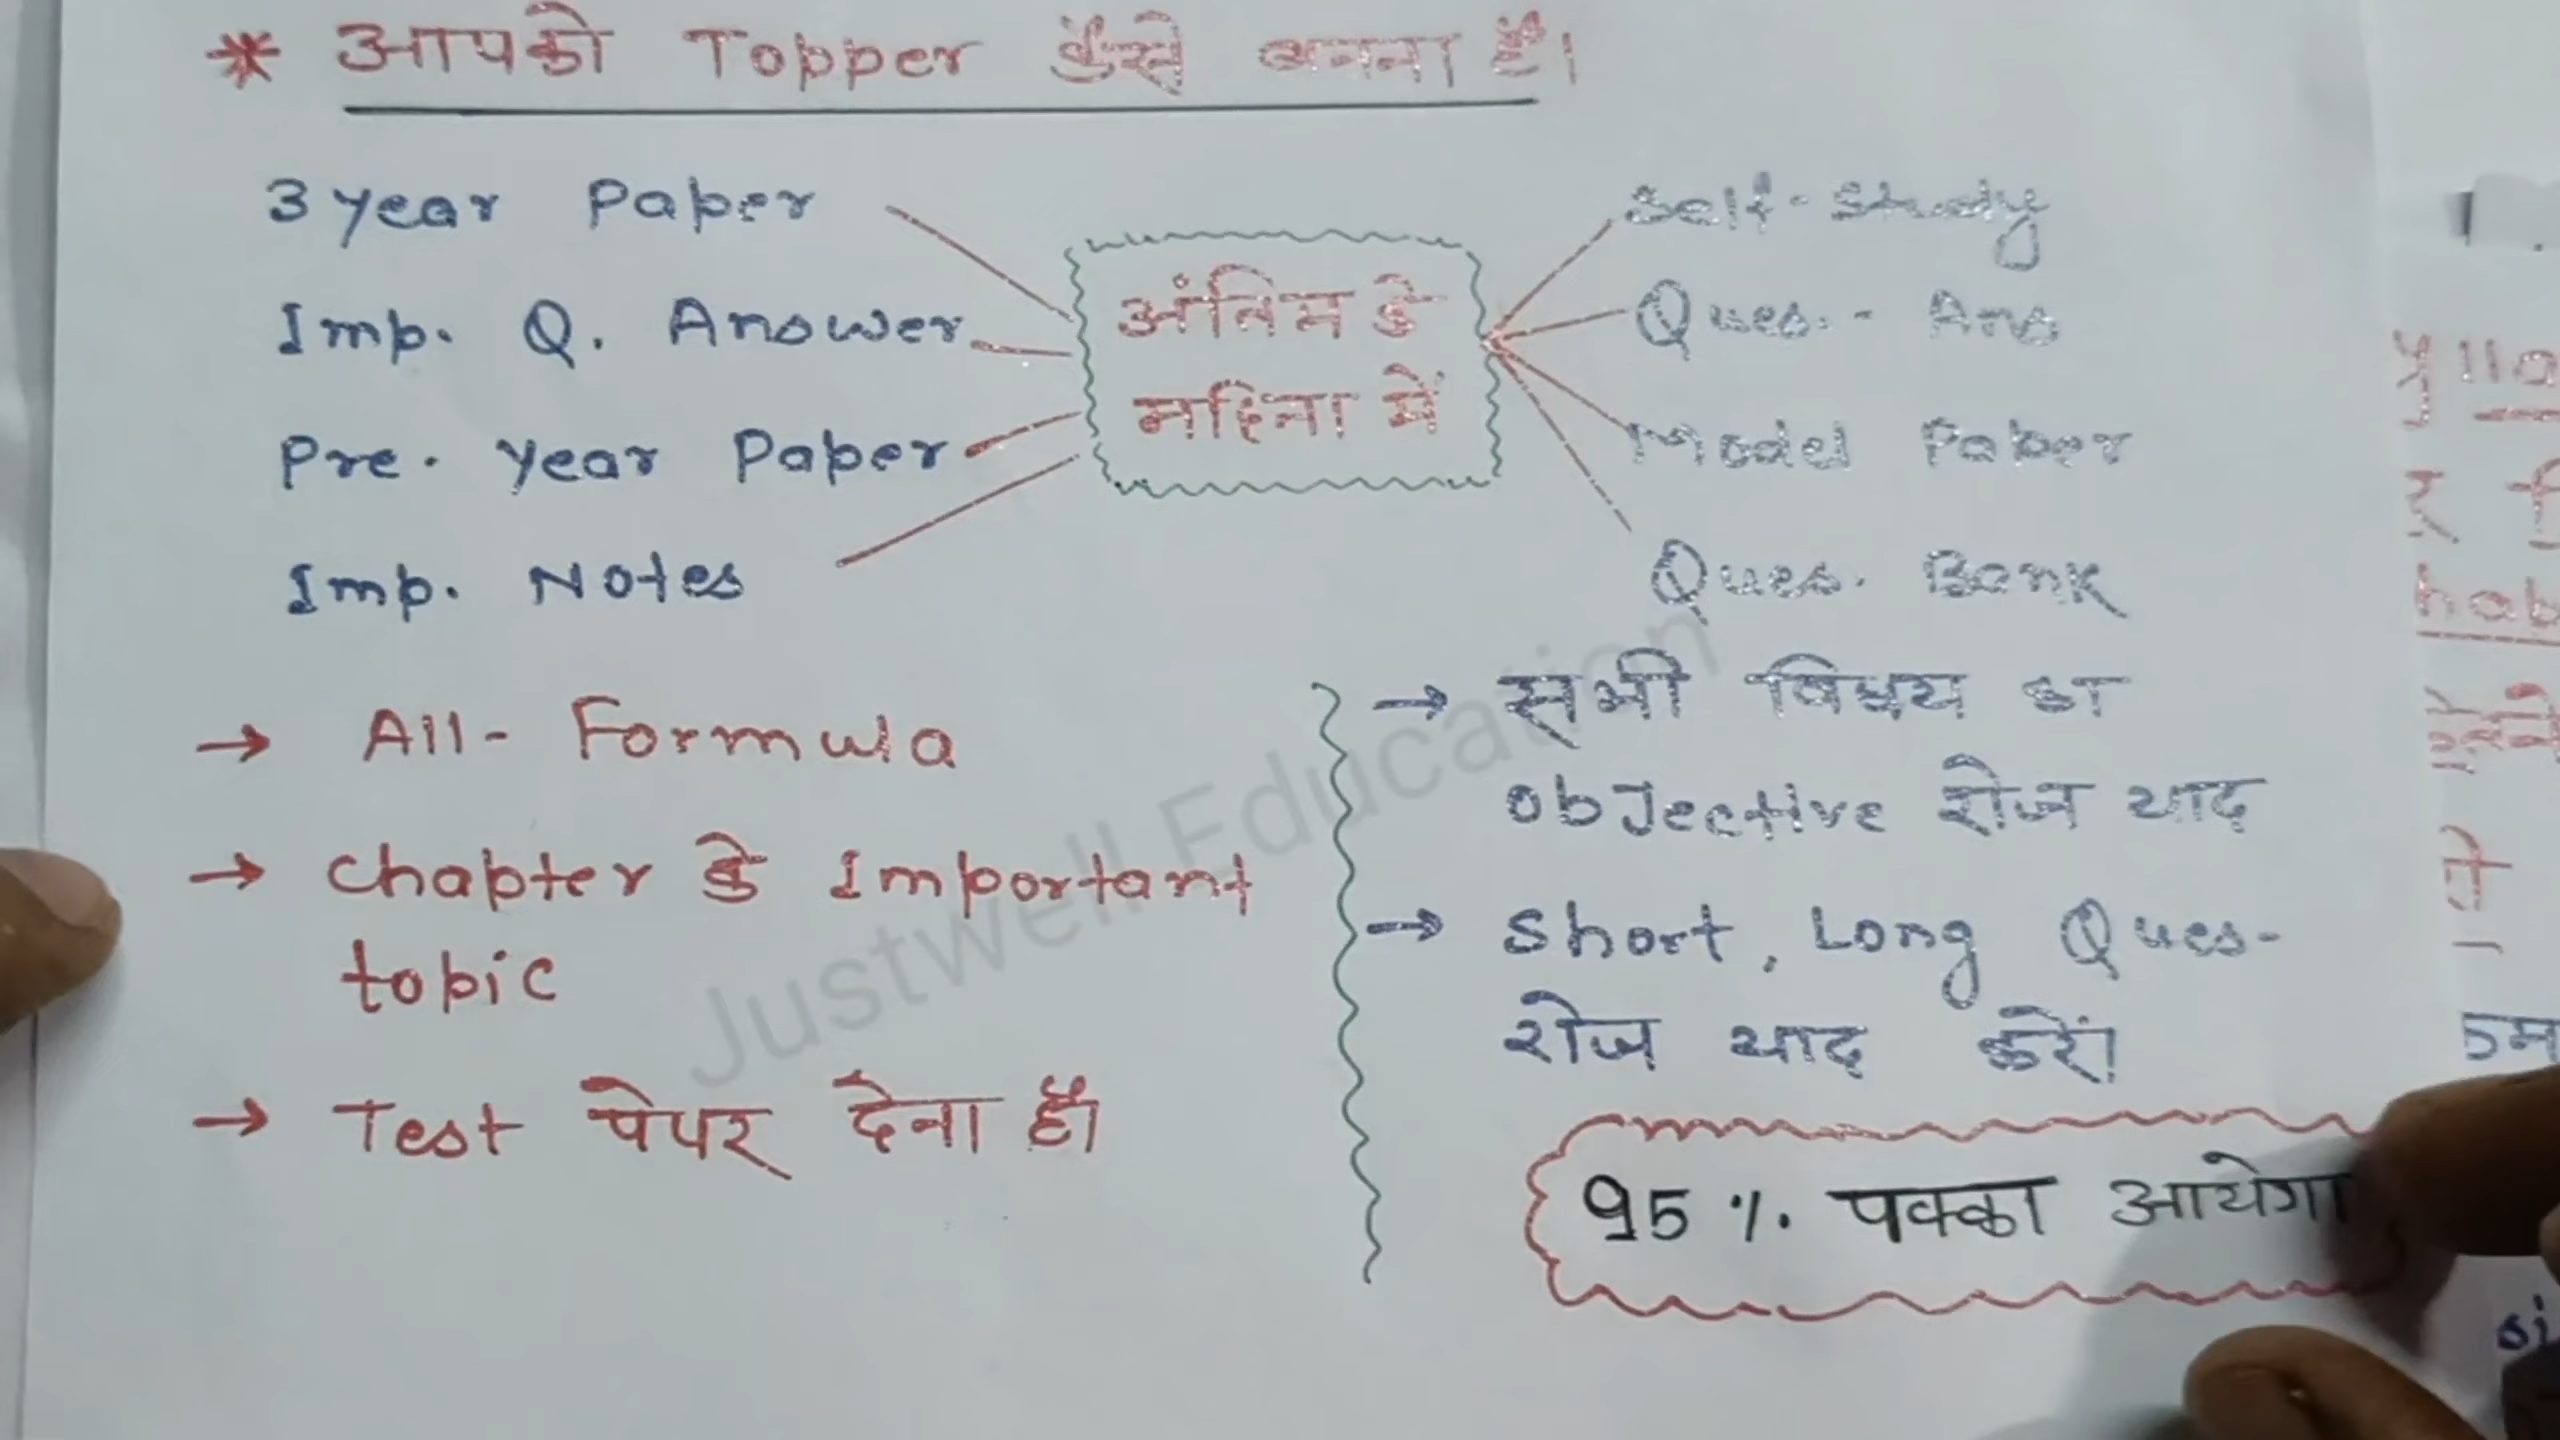 * आपको Topper कैसे बनना है।
3 year Paper
Imp. Q. Answer
Pre. year Paper
Imp. Notes
अंतिम के
महिना में
Self-Study
Ques. - Ans
Model Paper
Ques. Bank
→ All- Formula
→ Chapter के Important
topic
→ Test पेपर देना है।
→ सभी विषय का
objective रोज याद
→ Short, Long Ques-
रोज याद करें।
95 %. पक्का आयेगा
Justwell Education